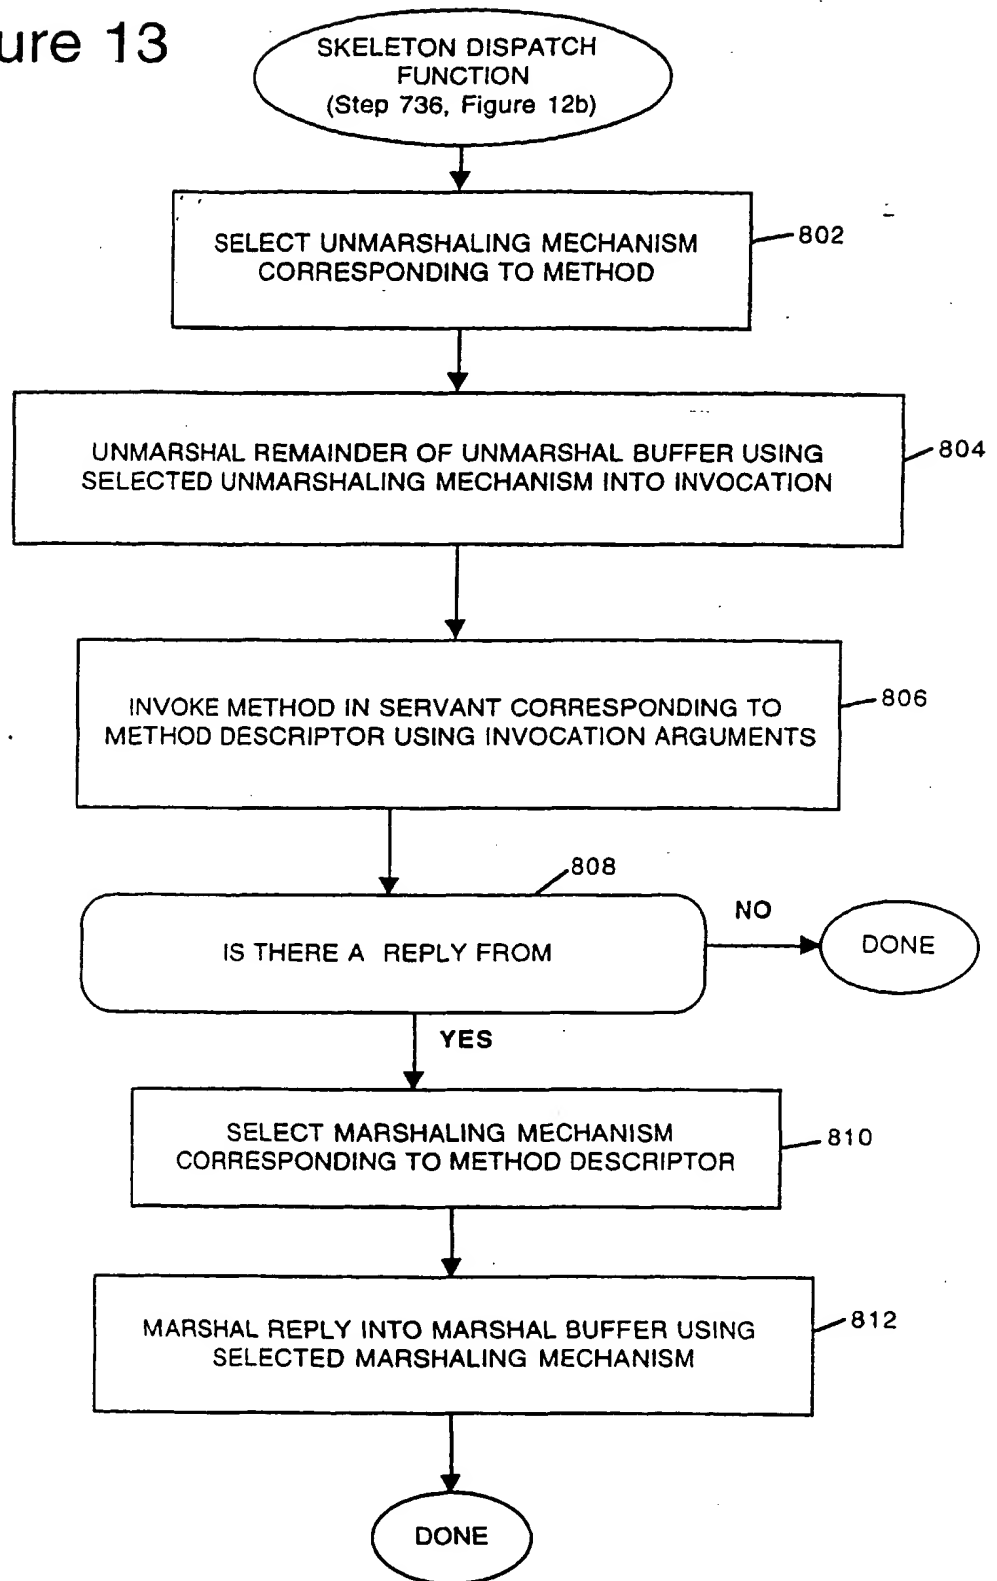 ure 13
SKELETON DISPATCH
FUNCTION
(Step 736, Figure 12b)
SELECT UNMARSHALING MECHANISM
CORRESPONDING TO METHOD
802
UNMARSHAL REMAINDER OF UNMARSHAL BUFFER USING
SELECTED UNMARSHALING MECHANISM INTO INVOCATION
804
INVOKE METHOD IN SERVANT CORRESPONDING TO
METHOD DESCRIPTOR USING INVOCATION ARGUMENTS
806
808
IS THERE A REPLY FROM
NO
DONE
YES
SELECT MARSHALING MECHANISM
CORRESPONDING TO METHOD DESCRIPTOR
810
MARSHAL REPLY INTO MARSHAL BUFFER USING
SELECTED MARSHALING MECHANISM
812
DONE